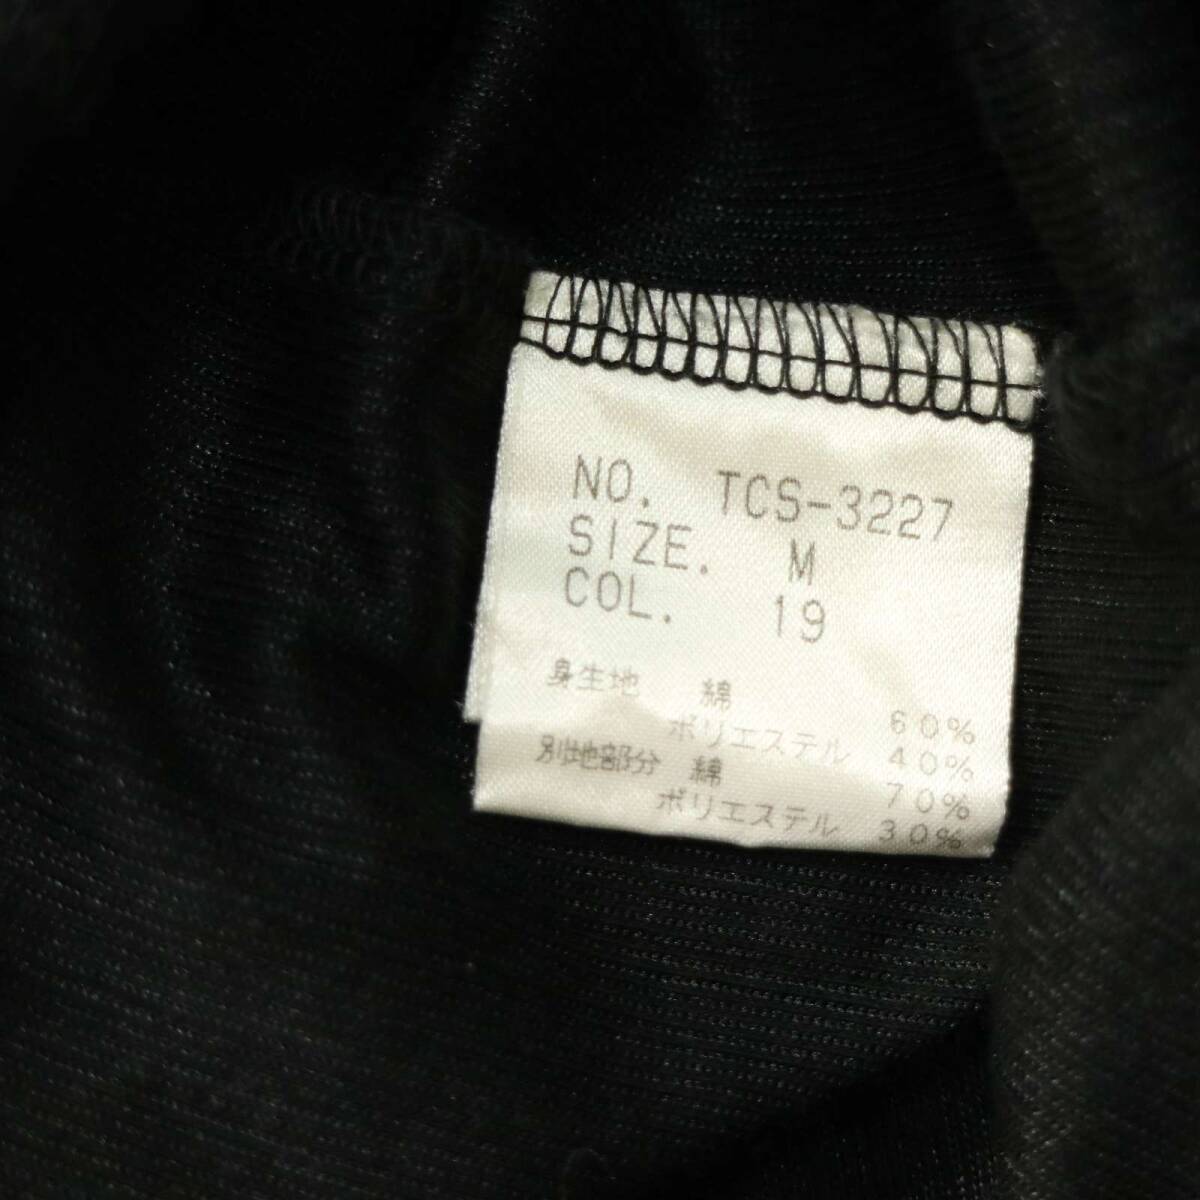 NO. TCS-3227
SIZE. M
COL. 19
身生地 綿 60%
ポリエステル 40%
別地部分 綿 70%
ポリエステル 30%